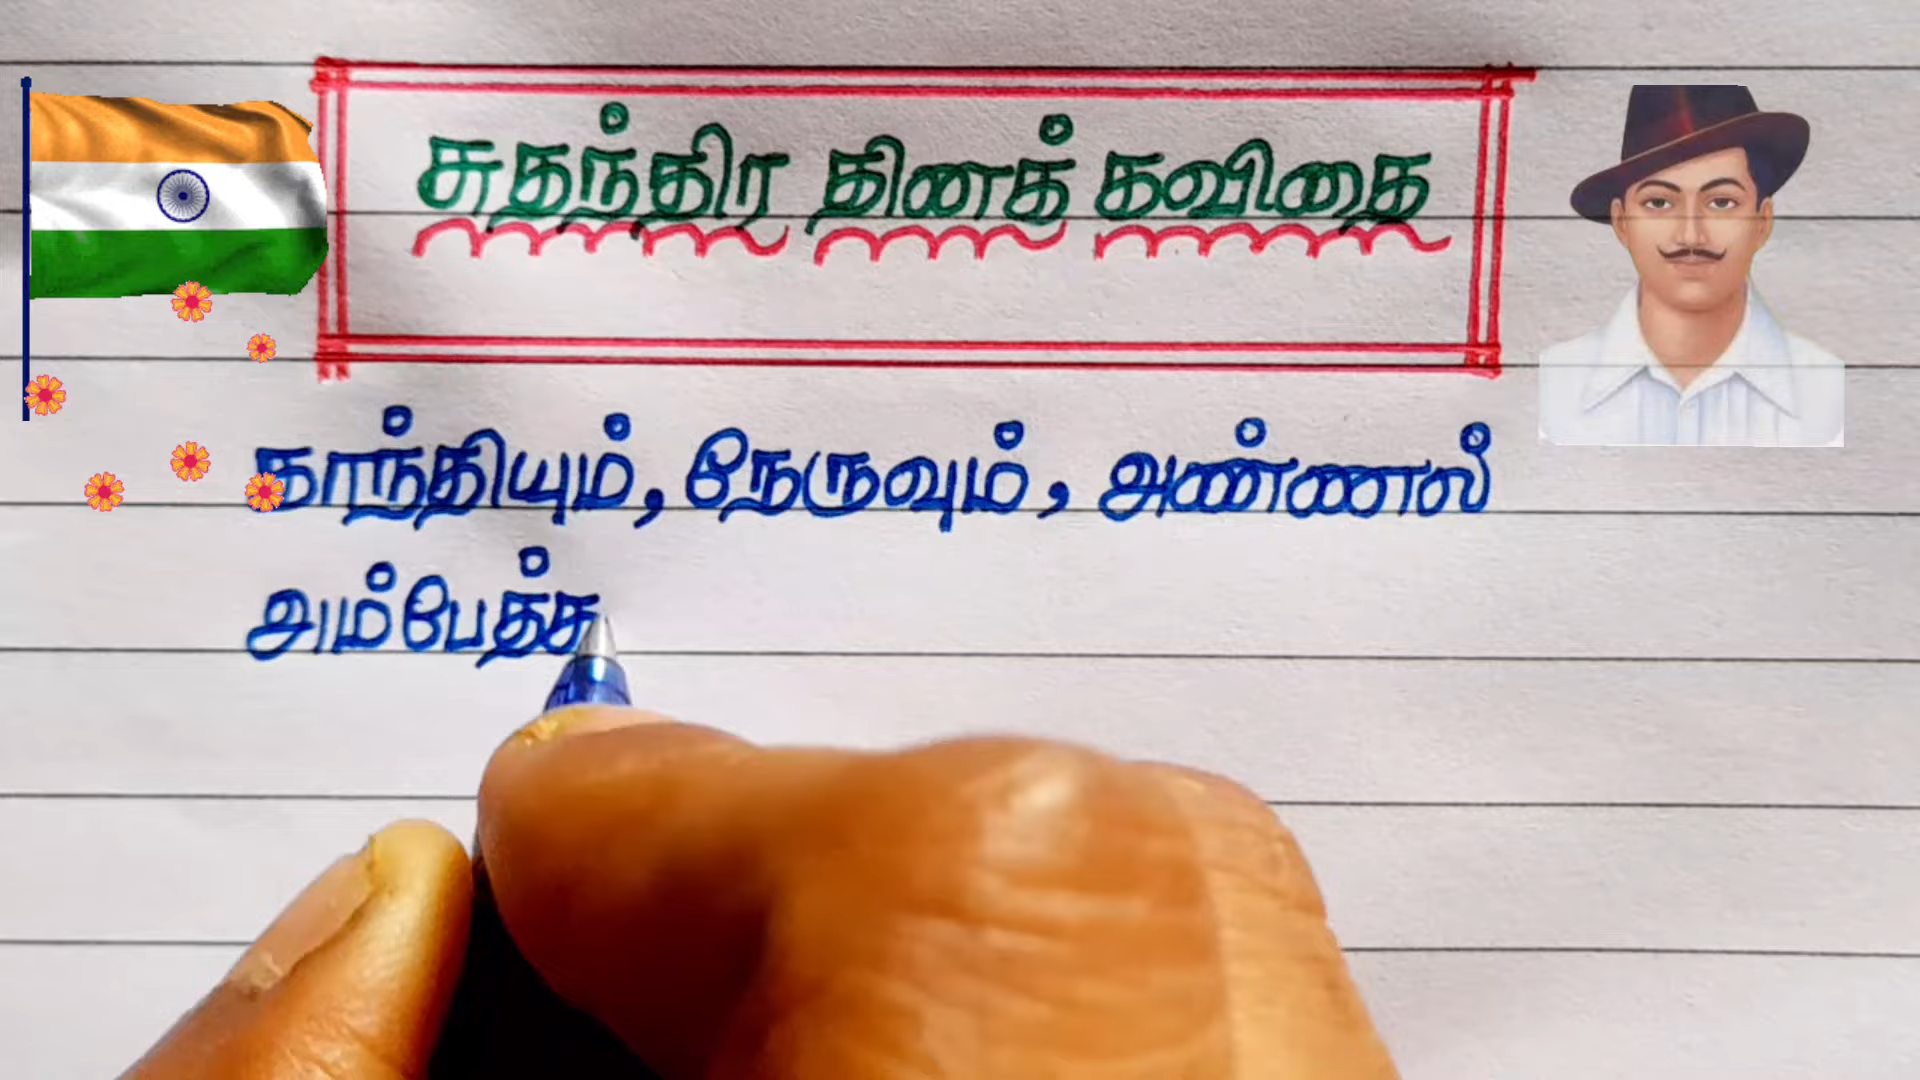 சுதந்திர தினக் கவிதை
காந்தியும், நேருவும், அண்ணல்
அம்பேத்க